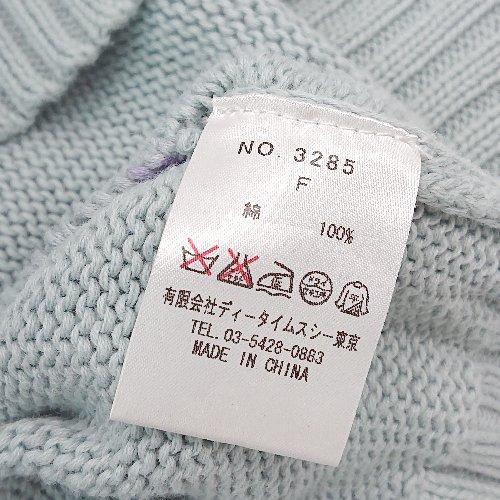 NO. 3285
F
綿 100%
有限会社ディータイムスシー東京
TEL. 03-5428-0883
MADE IN CHINA